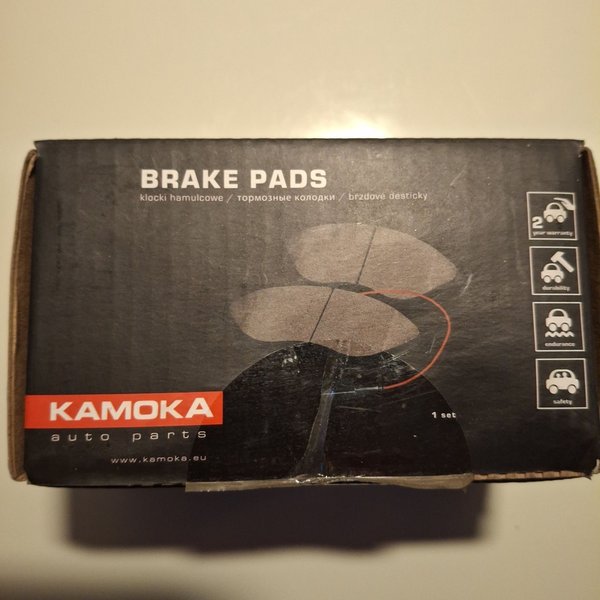 BRAKE PADS
klocki hamulcowe / тормозные колодки / brzdové desticky
2
year warranty
durability
endurance
safety
1 set
KAMOKA
auto parts
www.kamoka.eu